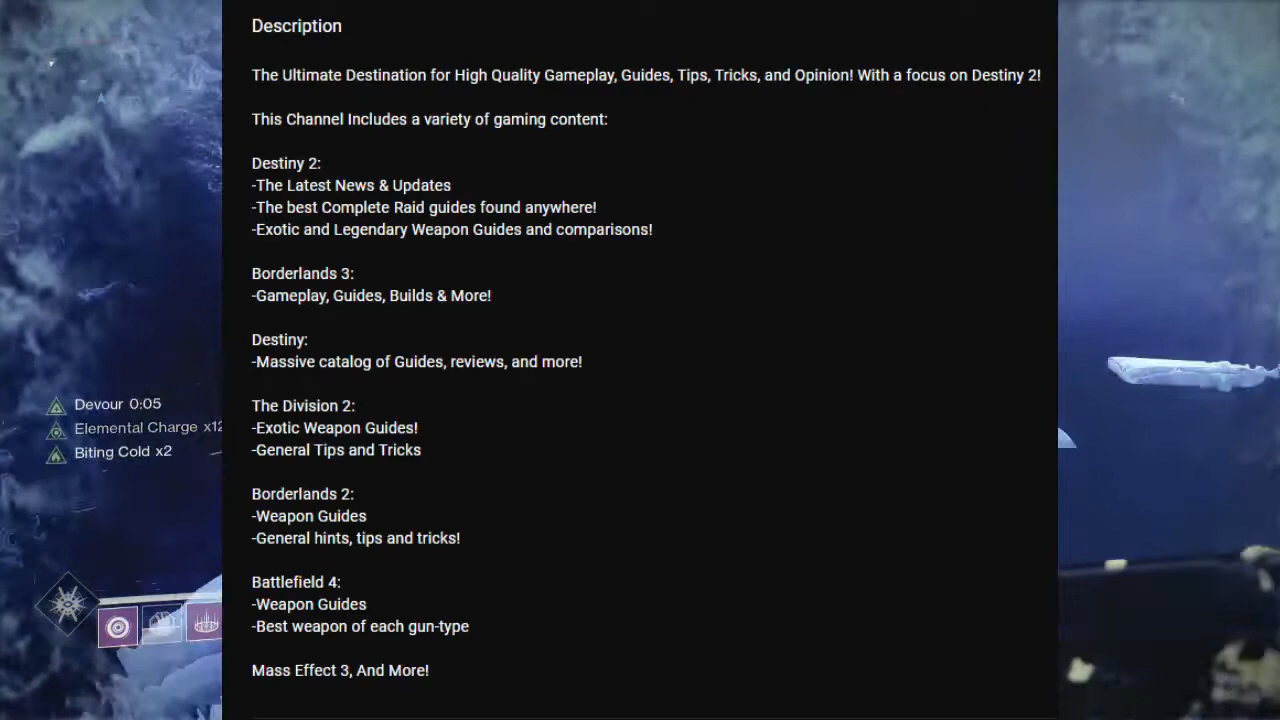 Description
The Ultimate Destination for High Quality Gameplay, Guides, Tips, Tricks, and Opinion! With a focus on Destiny 2!
This Channel Includes a variety of gaming content:
Destiny 2:
-The Latest News & Updates
-The best Complete Raid guides found anywhere!
-Exotic and Legendary Weapon Guides and comparisons!
Borderlands 3:
-Gameplay, Guides, Builds & More!
Destiny:
-Massive catalog of Guides, reviews, and more!
The Division 2:
-Exotic Weapon Guides!
-General Tips and Tricks
Borderlands 2:
-Weapon Guides
-General hints, tips and tricks!
Battlefield 4:
-Weapon Guides
-Best weapon of each gun-type
Mass Effect 3, And More!
Devour 0:05
Elemental Charge x12
Biting Cold x2